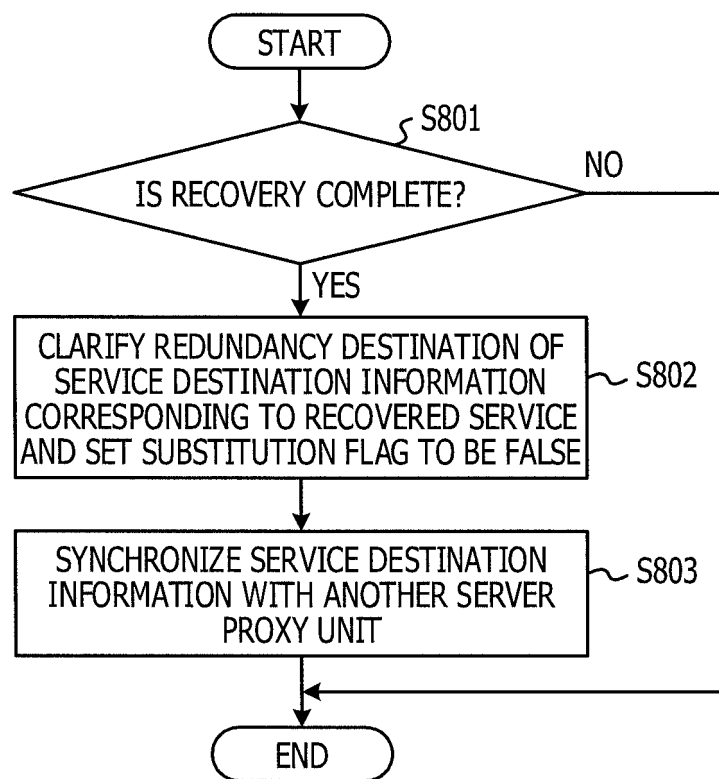 START
S801
IS RECOVERY COMPLETE?
NO
YES
CLARIFY REDUNDANCY DESTINATION OF
SERVICE DESTINATION INFORMATION
CORRESPONDING TO RECOVERED SERVICE
AND SET SUBSTITUTION FLAG TO BE FALSE
S802
SYNCHRONIZE SERVICE DESTINATION
INFORMATION WITH ANOTHER SERVER
PROXY UNIT
S803
END